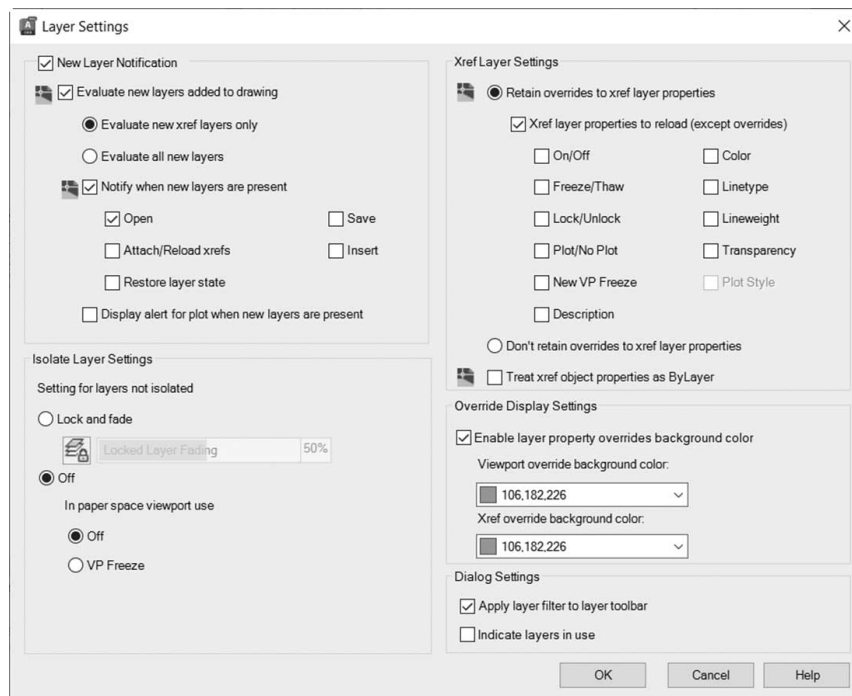 Layer Settings
New Layer Notification
Evaluate new layers added to drawing
Evaluate new xref layers only
Evaluate all new layers
Notify when new layers are present
Open
Save
Attach/Reload xrefs
Insert
Restore layer state
Display alert for plot when new layers are present
Isolate Layer Settings
Setting for layers not isolated
Lock and fade
Locked Layer Fading
50%
Off
In paper space viewport use
Off
VP Freeze
Xref Layer Settings
Retain overrides to xref layer properties
Xref layer properties to reload (except overrides)
On/Off
Color
Freeze/Thaw
Linetype
Lock/Unlock
Lineweight
Plot/No Plot
Transparency
New VP Freeze
Plot Style
Description
Don't retain overrides to xref layer properties
Treat xref object properties as ByLayer
Override Display Settings
Enable layer property overrides background color
Viewport override background color:
106,182,226
Xref override background color:
106,182,226
Dialog Settings
Apply layer filter to layer toolbar
Indicate layers in use
OK
Cancel
Help